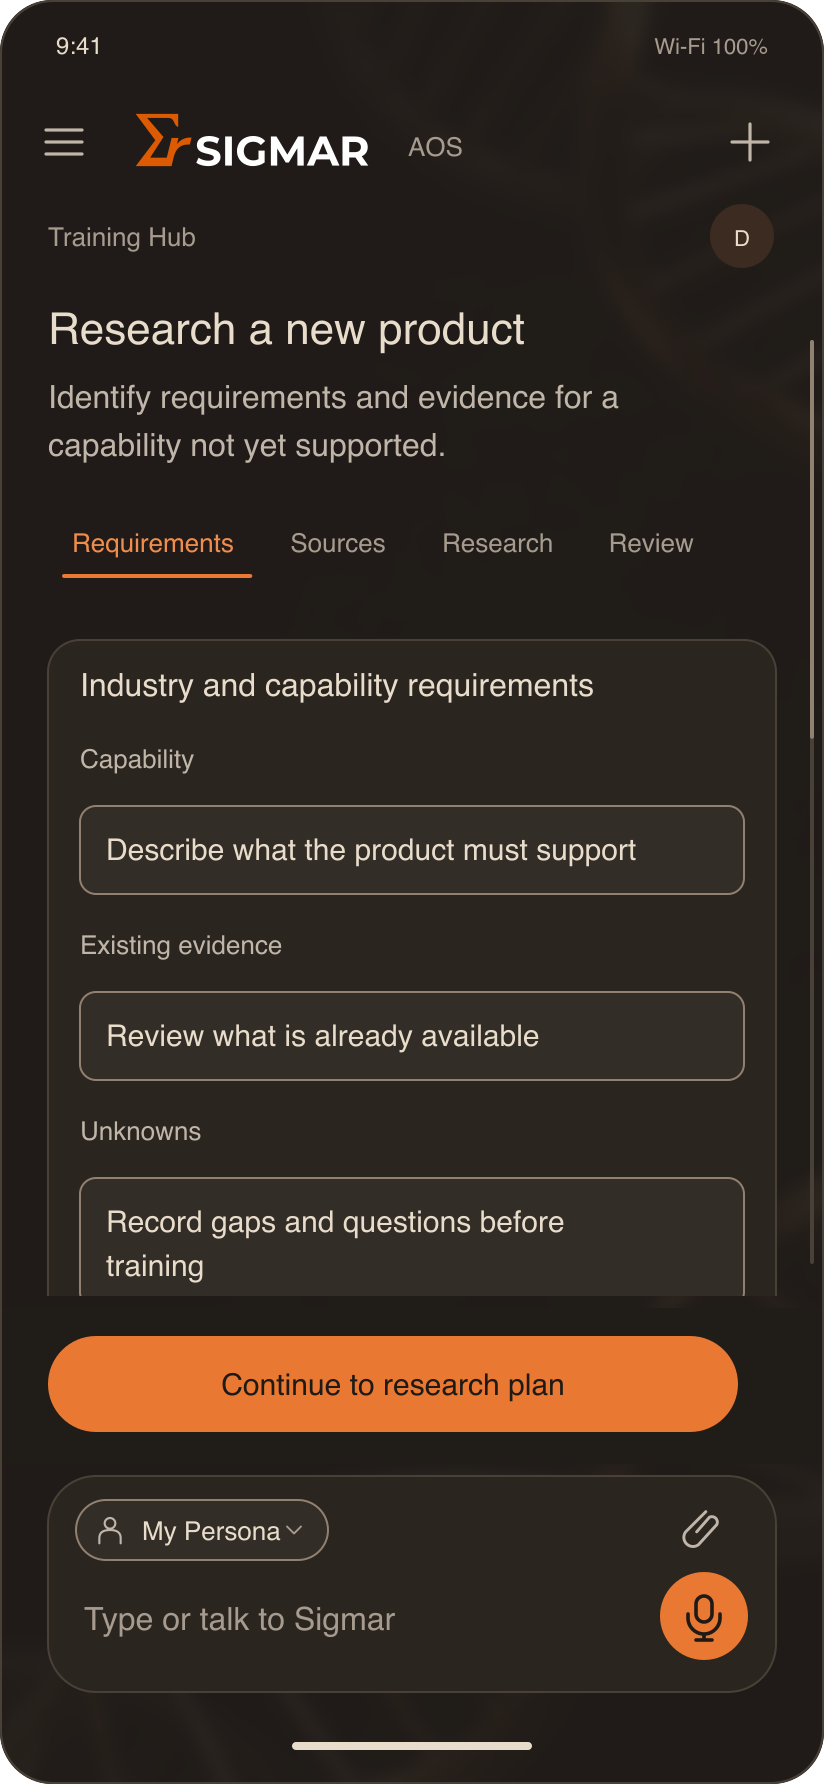 9:41
Wi-Fi 100%
Σr SIGMAR AOS
Training Hub
D
Research a new product
Identify requirements and evidence for a
capability not yet supported.
Requirements Sources Research Review
Industry and capability requirements
Capability
Describe what the product must support
Existing evidence
Review what is already available
Unknowns
Record gaps and questions before
training
Continue to research plan
My Persona
Type or talk to Sigmar